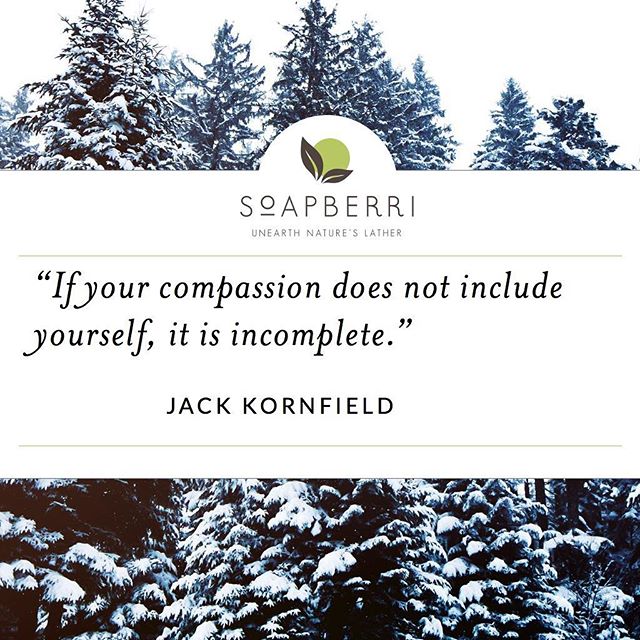 SOAPBERRI
UNEARTH NATURE'S LATHER
“If your compassion does not include
yourself, it is incomplete.”
JACK KORNFIELD